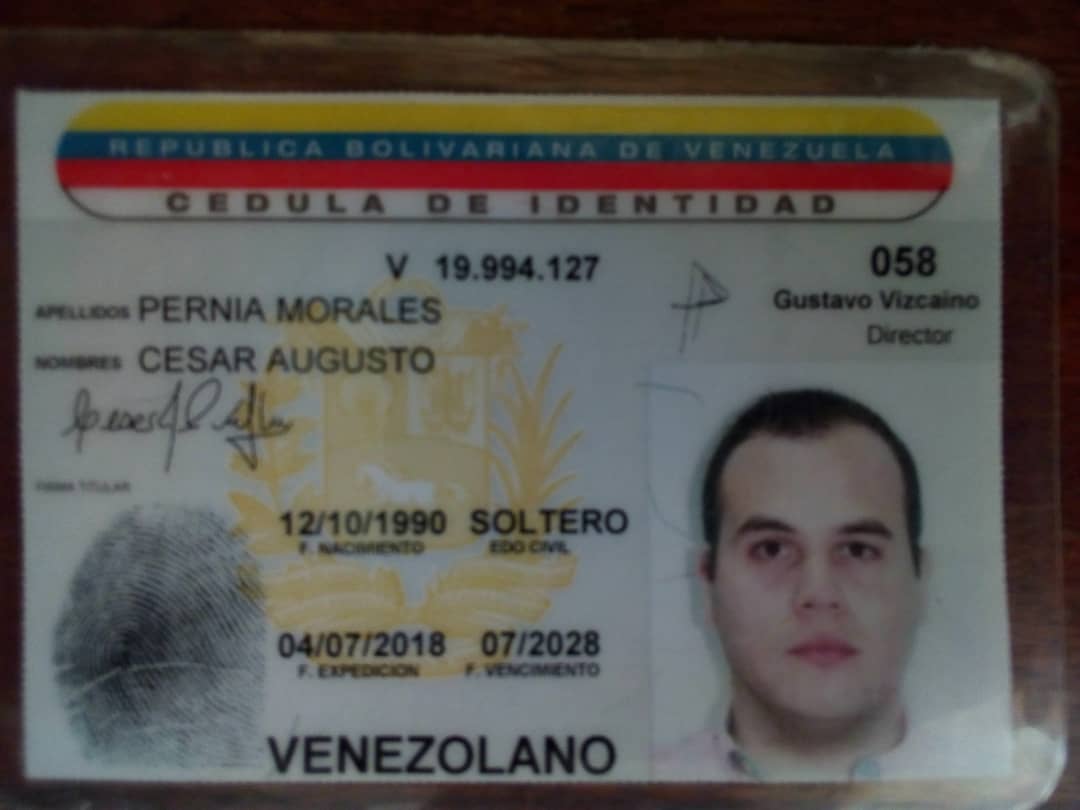 REPUBLICA BOLIVARIANA DE VENEZUELA
CEDULA DE IDENTIDAD
V 19.994.127
058
Gustavo Vizcaino
Director
APELLIDOS PERNIA MORALES
NOMBRES CESAR AUGUSTO
FIRMA TITULAR
12/10/1990 SOLTERO
F. NACIMIENTO EDO CIVIL
04/07/2018 07/2028
F. EXPEDICION F. VENCIMIENTO
VENEZOLANO